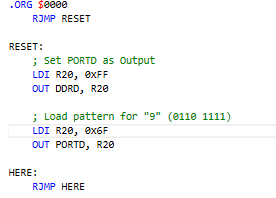 .ORG $0000
RJMP RESET
RESET:
; Set PORTD as Output
LDI R20, 0xFF
OUT DDRD, R20
; Load pattern for "9" (0110 1111)
LDI R20, 0x6F
OUT PORTD, R20
HERE:
RJMP HERE